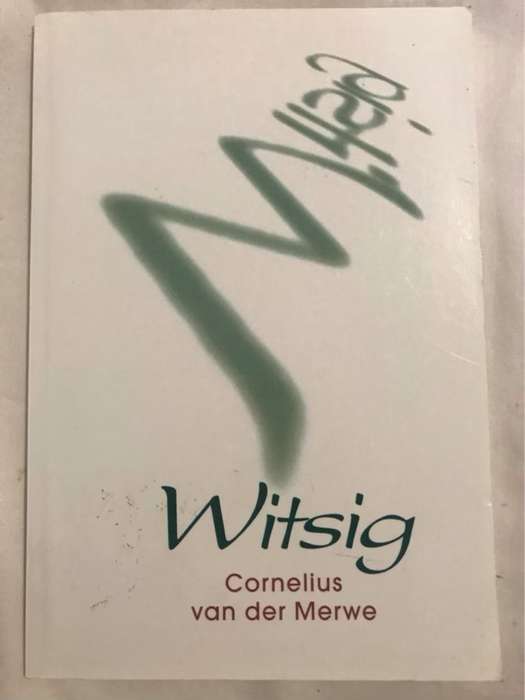 Witsig
Cornelius
van der Merwe